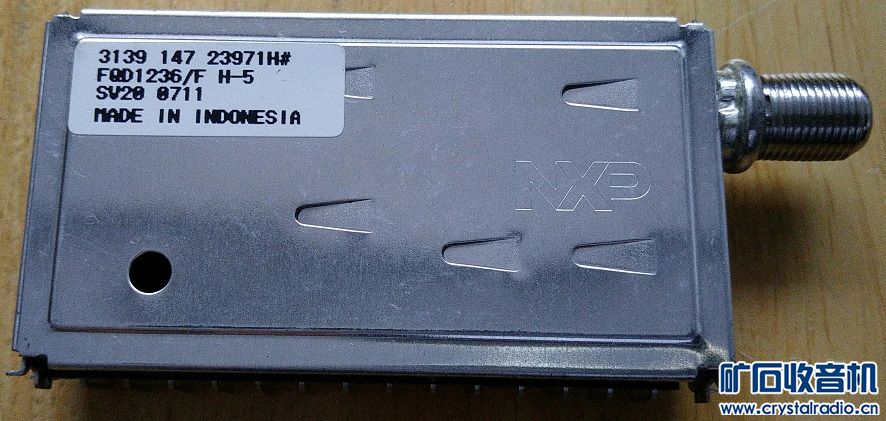 3139 147 23971H#
FQD1236/F H-5
SV20 0711
MADE IN INDONESIA
NXP
矿石收音机
www.crystalradio.cn